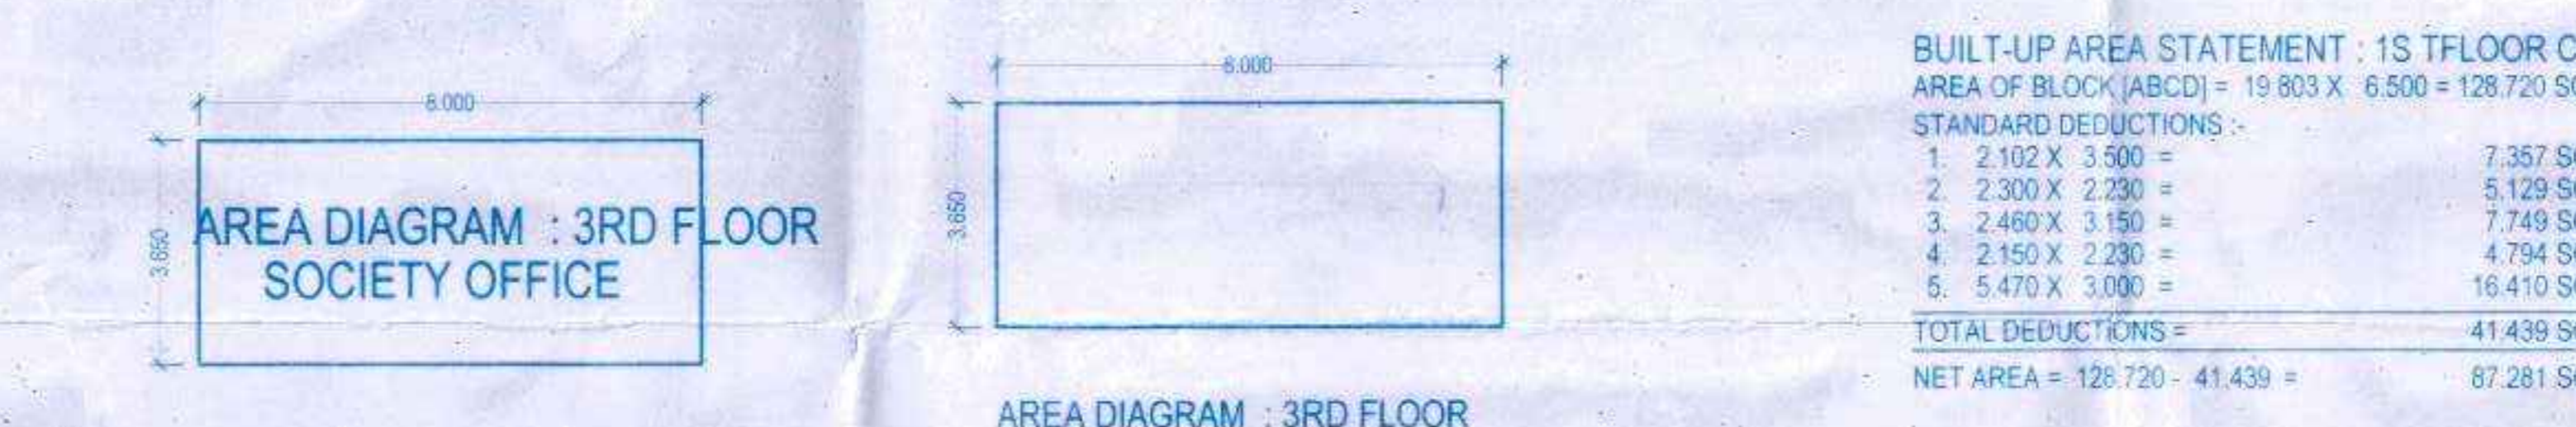 8.000
3.650
AREA DIAGRAM : 3RD FLOOR
SOCIETY OFFICE
8.000
3.650
AREA DIAGRAM : 3RD FLOOR
BUILT-UP AREA STATEMENT : 1S TFLOOR
AREA OF BLOCK [ABCD] = 19.803 X 6.500 = 128.720
STANDARD DEDUCTIONS :-
1. 2.102 X 3.500 = 7.357
2. 2.300 X 2.230 = 5.129
3. 2.460 X 3.150 = 7.749
4. 2.150 X 2.230 = 4.794
5. 5.470 X 3.000 = 16.410
TOTAL DEDUCTIONS = 41.439
NET AREA = 128.720 - 41.439 = 87.281